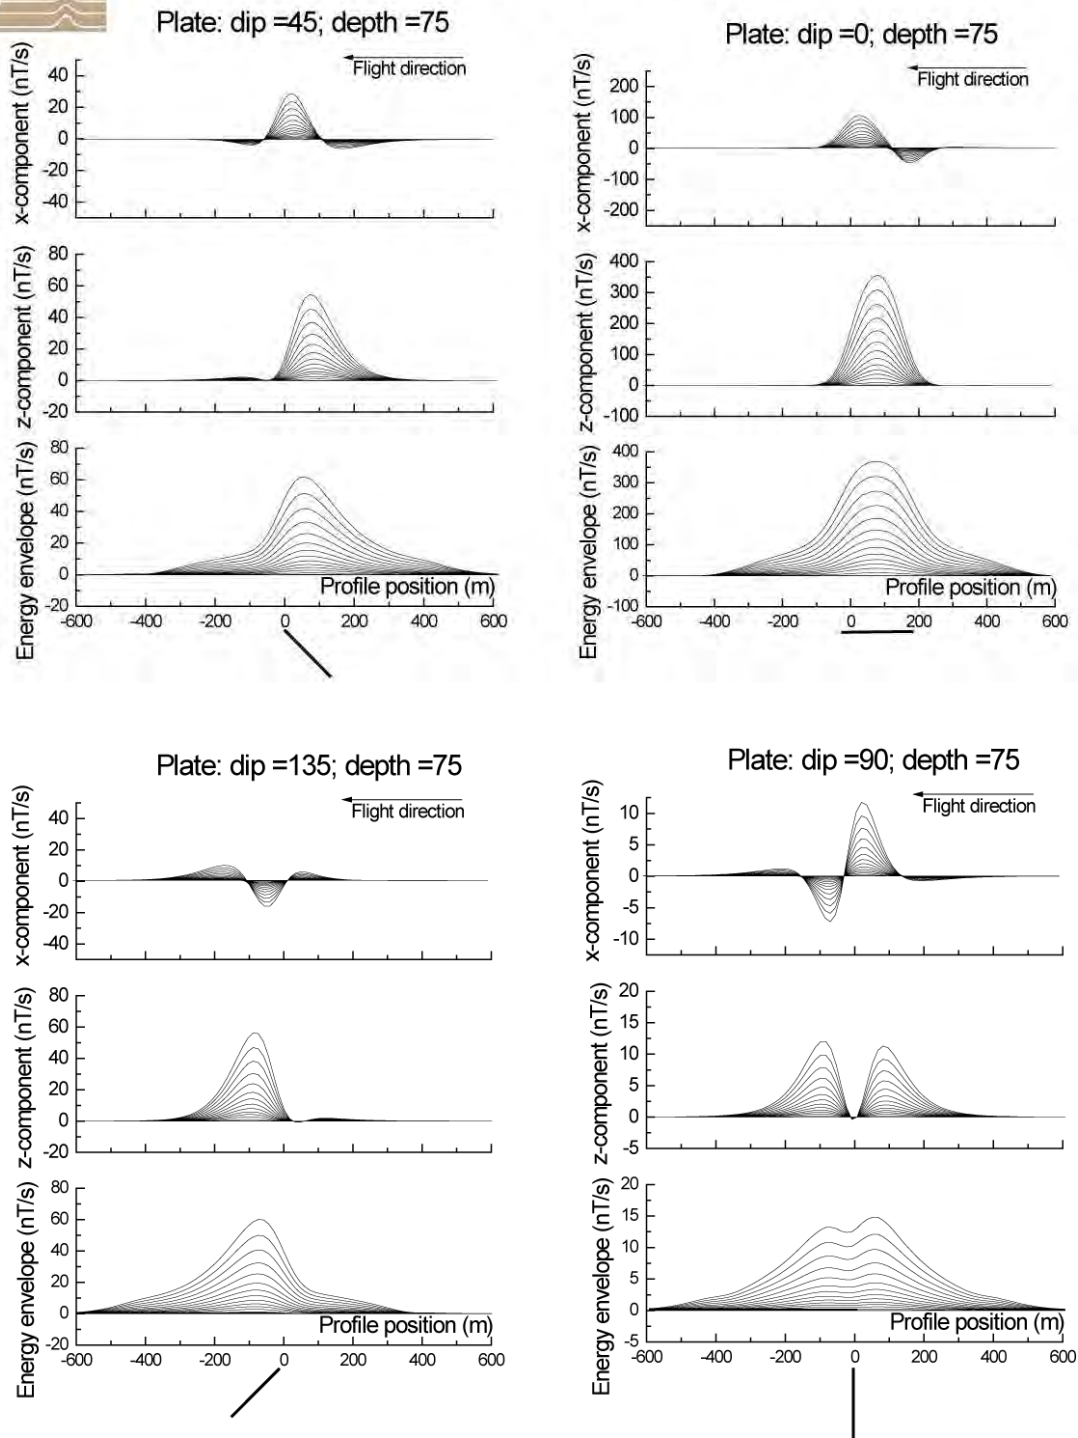 Plate: dip =45; depth =75
Flight direction
x-component (nT/s)
40
20
0
-20
-40
z-component (nT/s)
80
60
40
20
0
-20
Energy envelope (nT/s)
80
60
40
20
0
-20
Profile position (m)
-600 -400 -200 0 200 400 600
Plate: dip =0; depth =75
Flight direction
x-component (nT/s)
200
100
0
-100
-200
z-component (nT/s)
400
300
200
100
0
-100
Energy envelope (nT/s)
400
300
200
100
0
-100
Profile position (m)
-600 -400 -200 0 200 400 600
Plate: dip =135; depth =75
Flight direction
x-component (nT/s)
40
20
0
-20
-40
z-component (nT/s)
80
60
40
20
0
-20
Energy envelope (nT/s)
80
60
40
20
0
-20
Profile position (m)
-600 -400 -200 0 200 400 600
Plate: dip =90; depth =75
Flight direction
x-component (nT/s)
10
5
0
-5
-10
z-component (nT/s)
20
15
10
5
0
-5
Energy envelope (nT/s)
20
15
10
5
0
-5
Profile position (m)
-600 -400 -200 0 200 400 600